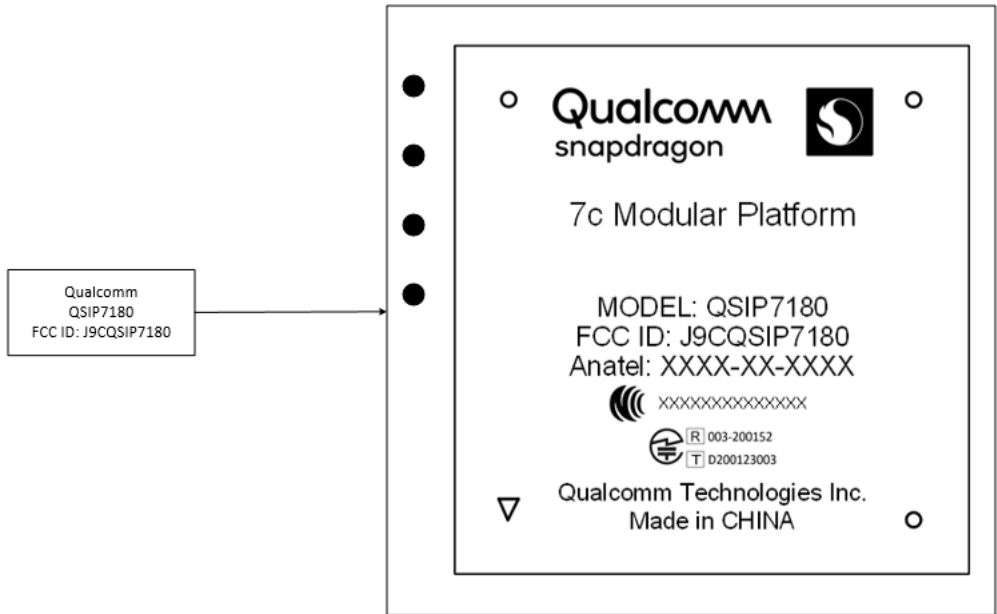 Qualcomm
QSIP7180
FCC ID: J9CQSIP7180
Qualcomm
snapdragon
7c Modular Platform
MODEL: QSIP7180
FCC ID: J9CQSIP7180
Anatel: XXXX-XX-XXXX
XXXXXXXXXXXXXX
R 003-200152
T D200123003
Qualcomm Technologies Inc.
Made in CHINA